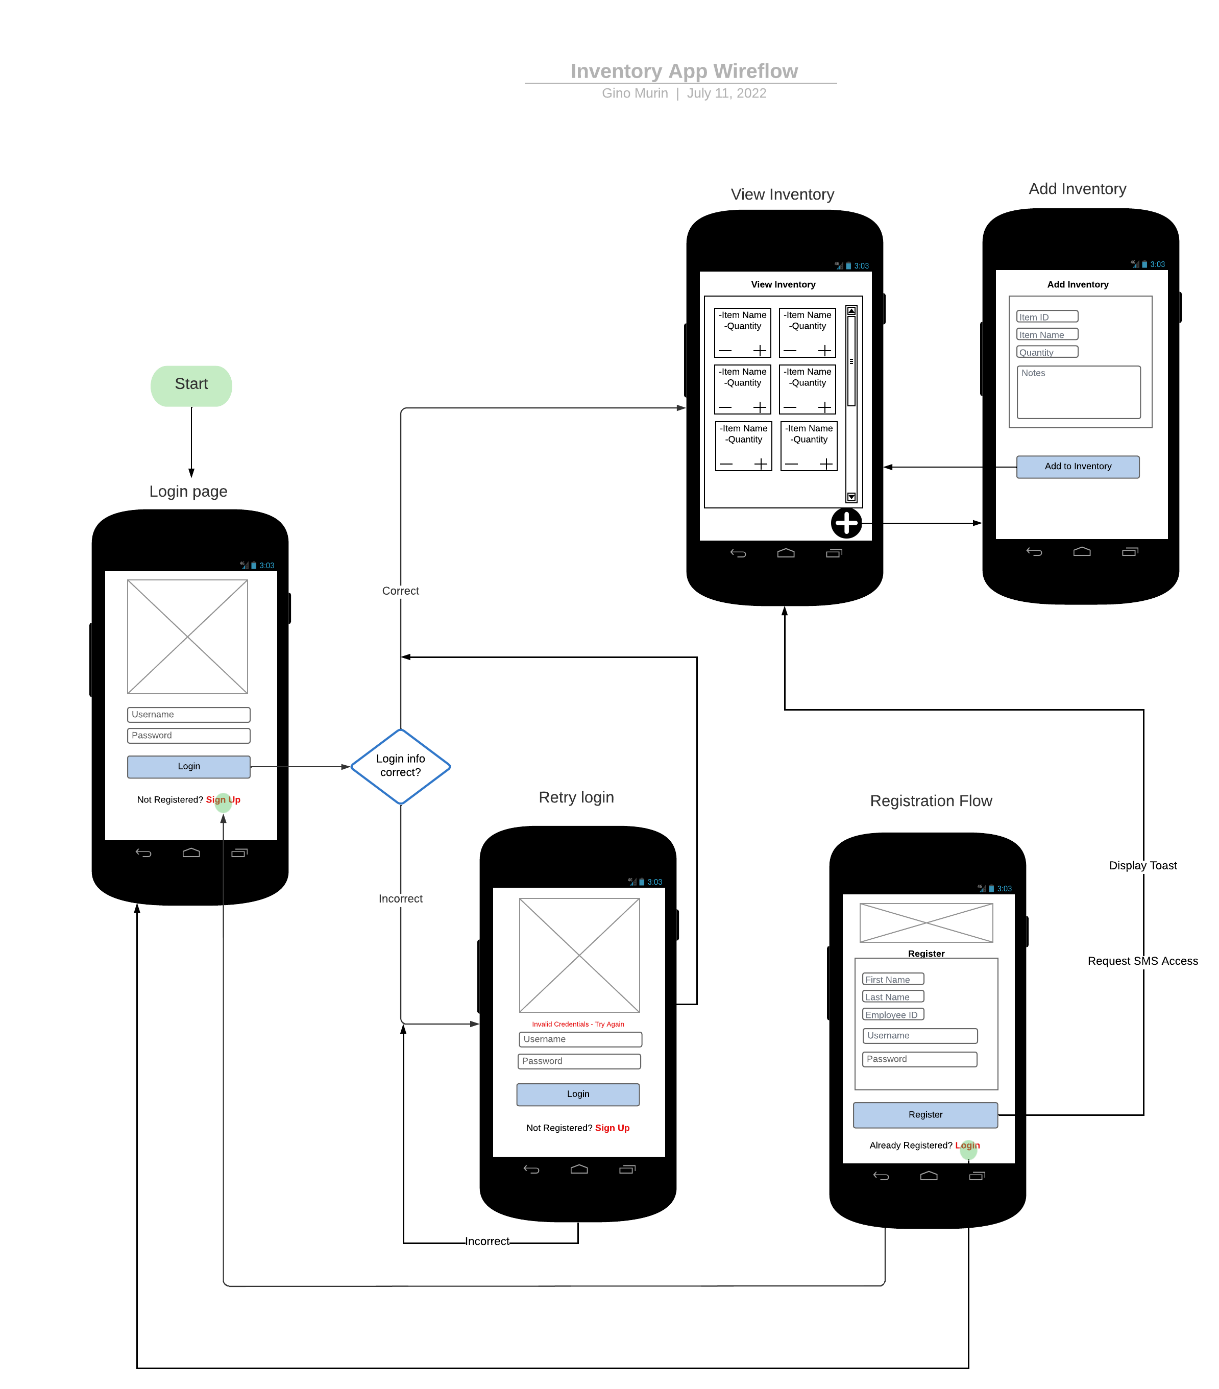 Inventory App Wireflow
Gino Murin | July 11, 2022
View Inventory
3:03
View Inventory
-Item Name
-Quantity
-Item Name
-Quantity
-Item Name
-Quantity
-Item Name
-Quantity
-Item Name
-Quantity
-Item Name
-Quantity
Add Inventory
3:03
Add Inventory
Item ID
Item Name
Quantity
Notes
Add to Inventory
Start
Login page
3:03
Username
Password
Login
Not Registered? Sign Up
Correct
Login info
correct?
Incorrect
Retry login
3:03
Invalid Credentials - Try Again
Username
Password
Login
Not Registered? Sign Up
Incorrect
Registration Flow
3:03
Register
First Name
Last Name
Employee ID
Username
Password
Register
Already Registered? Login
Display Toast
Request SMS Access